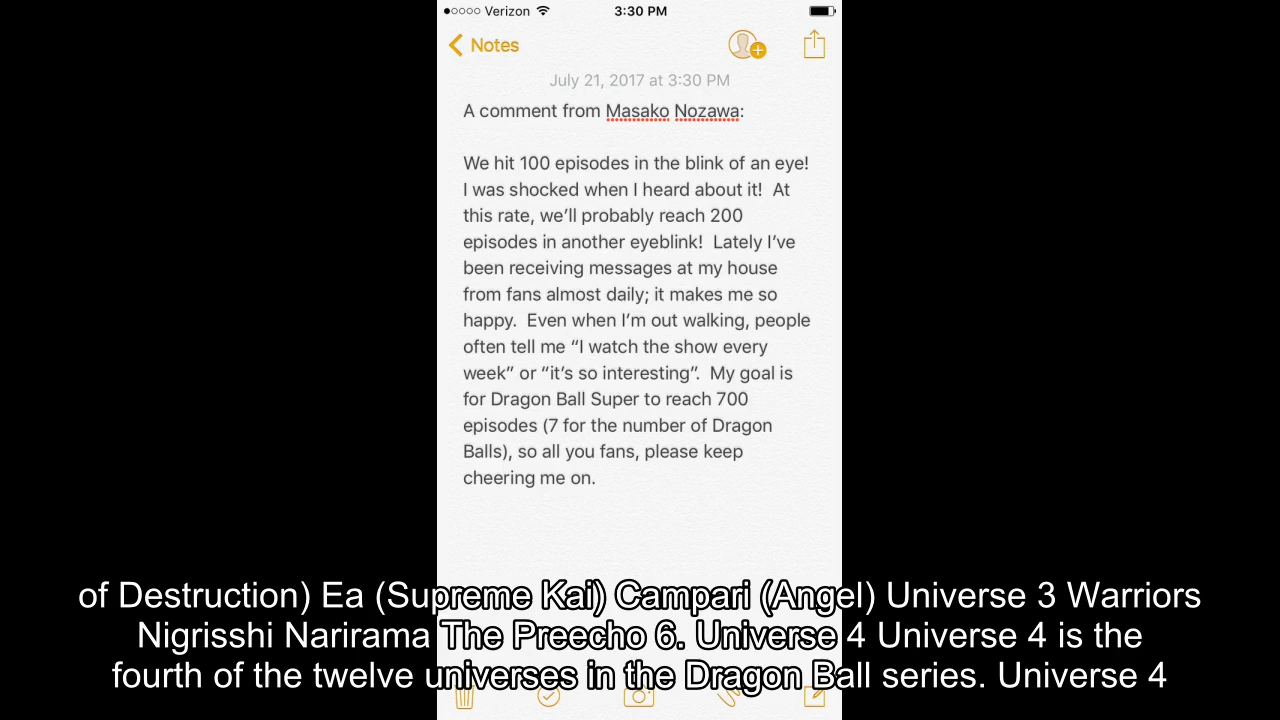 Verizon 3:30 PM
Notes
July 21, 2017 at 3:30 PM
A comment from Masako Nozawa:
We hit 100 episodes in the blink of an eye!
I was shocked when I heard about it!  At
this rate, we’ll probably reach 200
episodes in another eyeblink!  Lately I’ve
been receiving messages at my house
from fans almost daily; it makes me so
happy.  Even when I’m out walking, people
often tell me “I watch the show every
week” or “it’s so interesting”.  My goal is
for Dragon Ball Super to reach 700
episodes (7 for the number of Dragon
Balls), so all you fans, please keep
cheering me on.
of Destruction) Ea (Supreme Kai) Campari (Angel) Universe 3 Warriors
Nigrisshi Narirama The Preecho 6. Universe 4 Universe 4 is the
fourth of the twelve universes in the Dragon Ball series. Universe 4